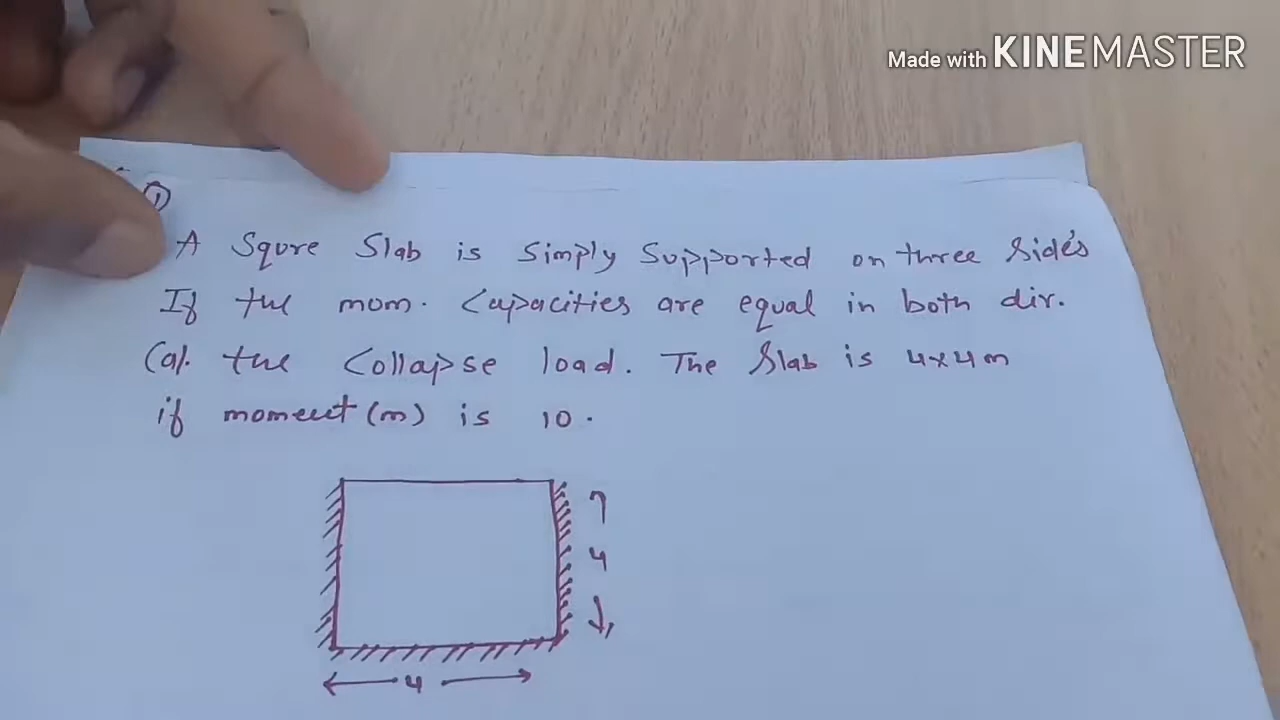 Made with KINEMASTER
①
A Squre Slab is Simply Supported on three Side's
If the mom. Capacities are equal in both dir.
Cal. the Collapse load. The Slab is 4x4m
if moment (m) is 10.
4
4